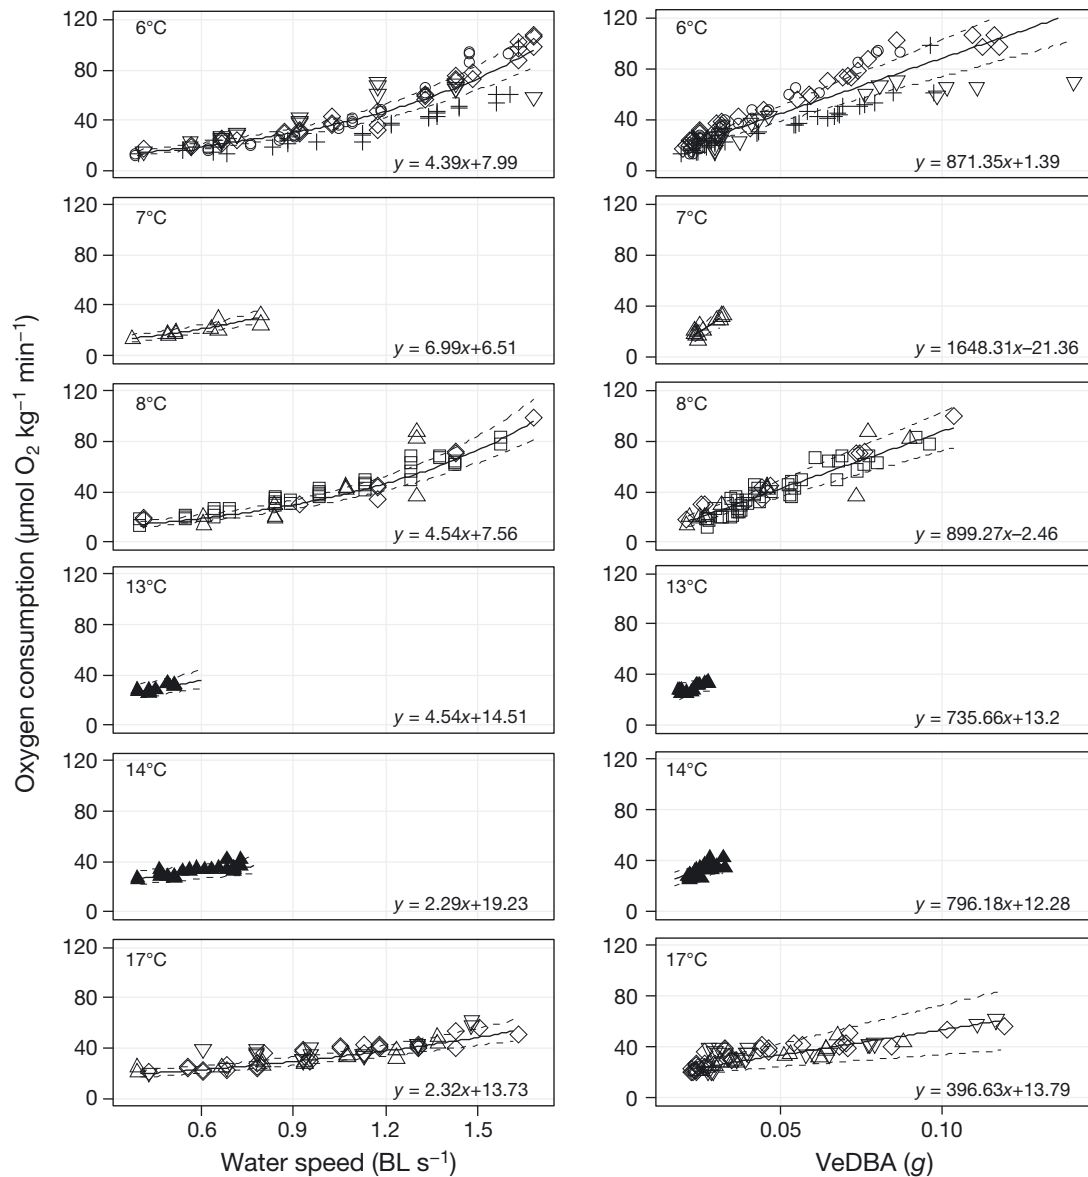 120
80
40
0
6°C
y = 4.39x+7.99
120
80
40
0
6°C
y = 871.35x+1.39
120
80
40
0
7°C
y = 6.99x+6.51
120
80
40
0
7°C
y = 1648.31x–21.36
120
80
40
0
8°C
y = 4.54x+7.56
120
80
40
0
8°C
y = 899.27x–2.46
120
80
40
0
13°C
y = 4.54x+14.51
120
80
40
0
13°C
y = 735.66x+13.2
120
80
40
0
14°C
y = 2.29x+19.23
120
80
40
0
14°C
y = 796.18x+12.28
120
80
40
0
17°C
y = 2.32x+13.73
120
80
40
0
17°C
y = 396.63x+13.79
0.6 0.9 1.2 1.5
0.05 0.10
Water speed (BL s⁻¹)
VeDBA (g)
Oxygen consumption (µmol O₂ kg⁻¹ min⁻¹)